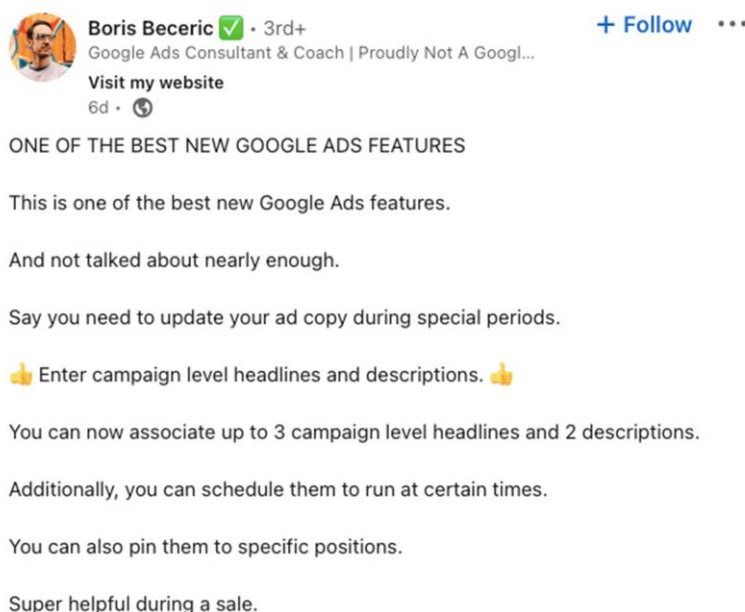 Boris Beceric ✅ • 3rd+
+ Follow
Google Ads Consultant & Coach | Proudly Not A Googl...
Visit my website
6d •
ONE OF THE BEST NEW GOOGLE ADS FEATURES
This is one of the best new Google Ads features.
And not talked about nearly enough.
Say you need to update your ad copy during special periods.
👍 Enter campaign level headlines and descriptions. 👍
You can now associate up to 3 campaign level headlines and 2 descriptions.
Additionally, you can schedule them to run at certain times.
You can also pin them to specific positions.
Super helpful during a sale.